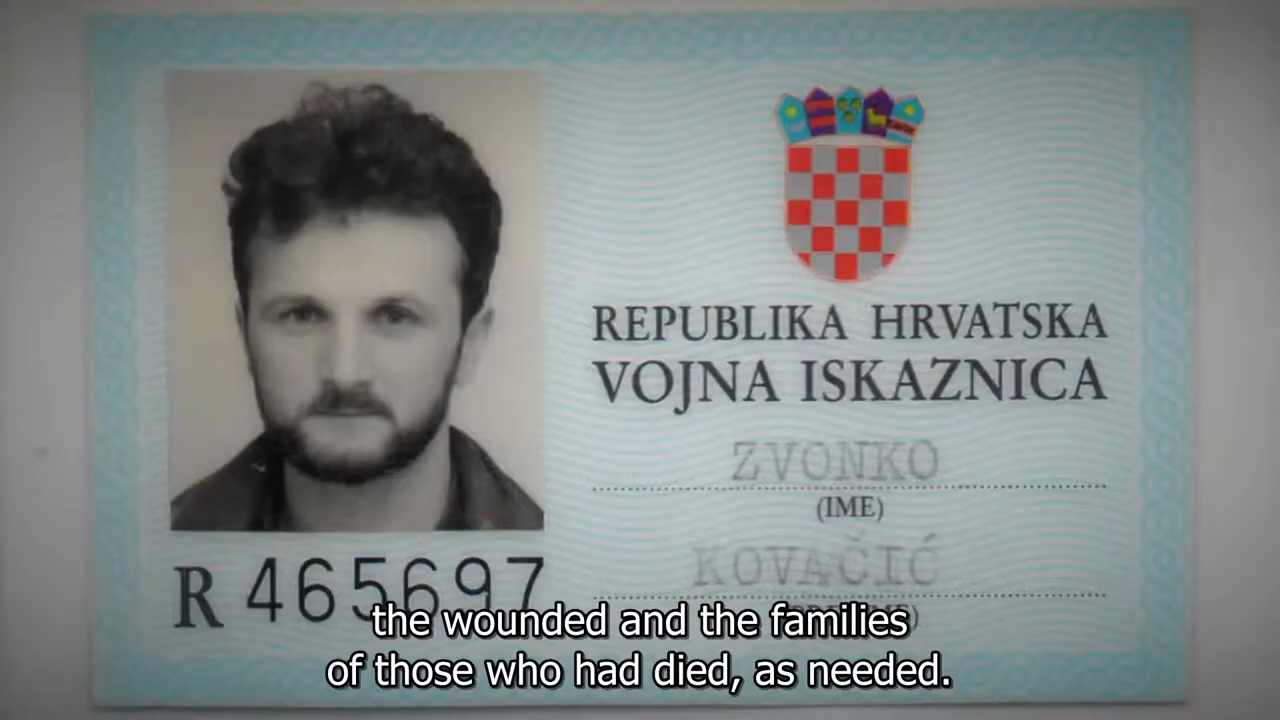 REPUBLIKA HRVATSKA
VOJNA ISKAZNICA
ZVONKO
(IME)
KOVAČIĆ
R 465697
the wounded and the families
of those who had died, as needed.